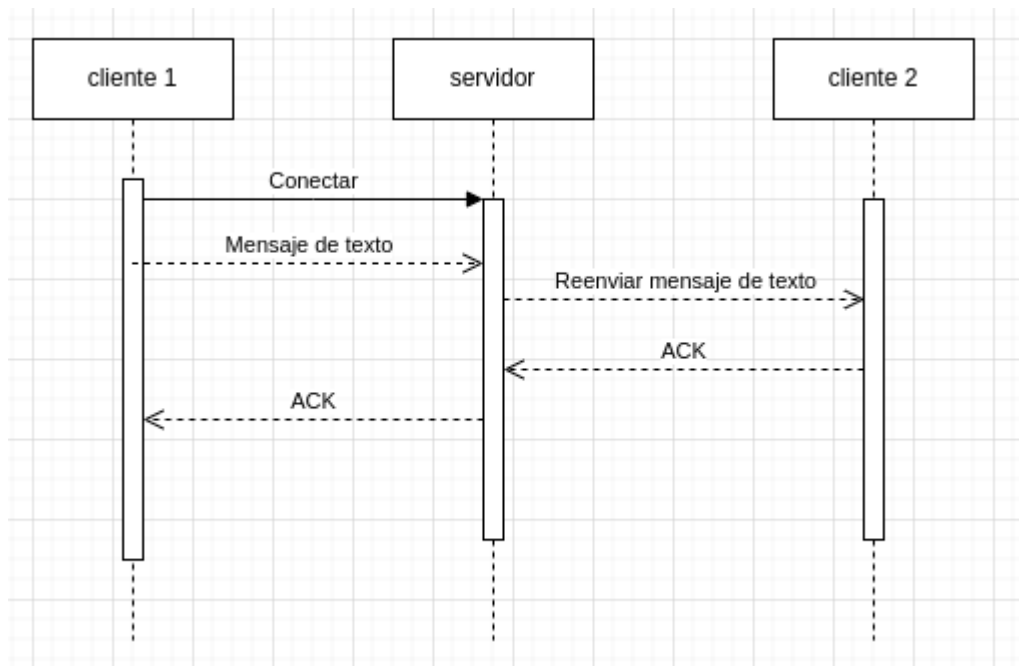 cliente 1
servidor
cliente 2
Conectar
Mensaje de texto
Reenviar mensaje de texto
ACK
ACK